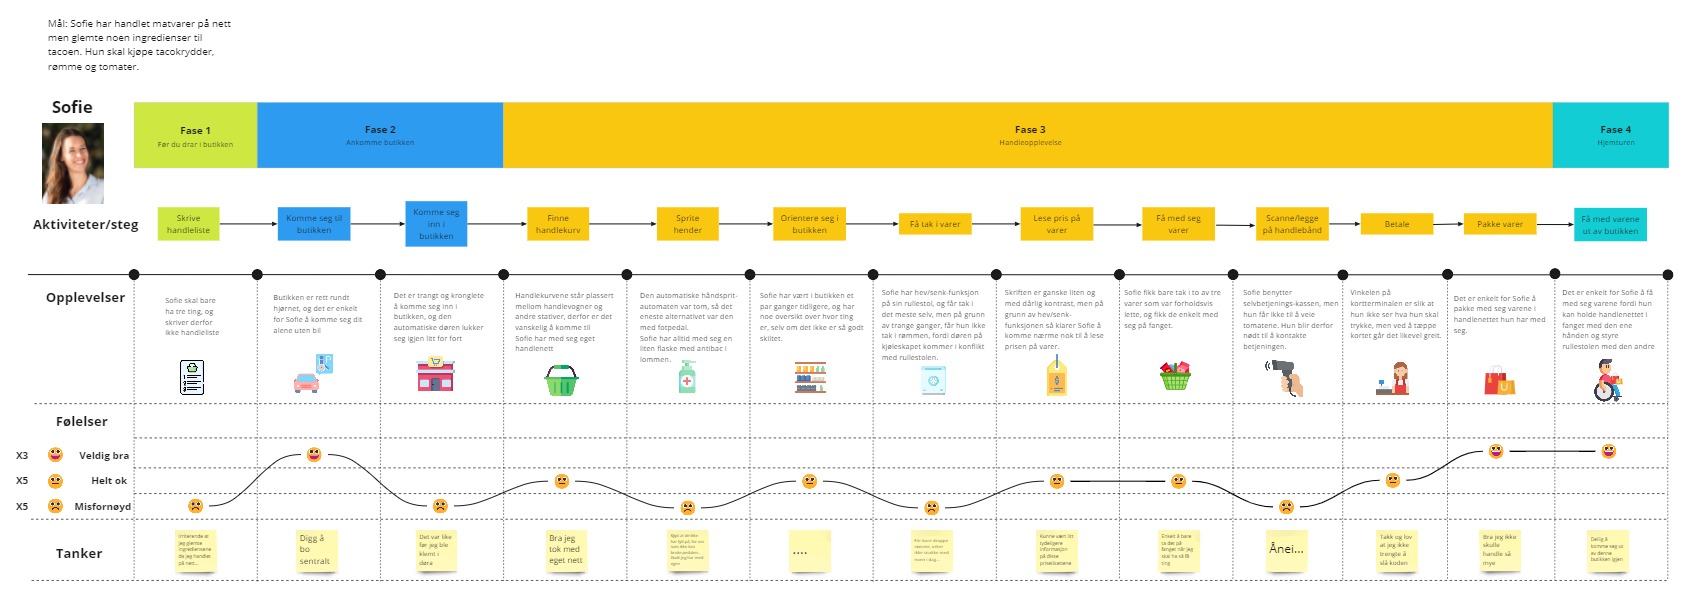 Mål: Sofie har handlet matvarer på nett
men glemte noen ingredienser til
tacoen. Hun skal kjøpe tacokrydder,
rømme og tomater.
Sofie
Fase 1
Før du drar i butikken
Fase 2
Ankomme butikken
Fase 3
Handleopplevelse
Fase 4
Hjemturen
Aktiviteter/steg
Skrive
handleliste
Komme seg til
butikken
Komme seg
inn i
butikken
Finne
handlekurv
Sprite
hender
Orientere seg i
butikken
Få tak i varer
Lese pris på
varer
Få med seg
varer
Scanne/legge
på handlebånd
Betale
Pakke varer
Få med varene
ut av butikken
Opplevelser
Sofie skal bare
ha tre ting, og
skriver derfor
ikke handleliste
Butikken er rett rundt
hjørnet, og det er enkelt
for Sofie å komme seg dit
alene uten bil
Det er trangt og kronglete
å komme seg inn i
butikken, og den
automatiske døren lukker
seg igjen litt for fort
Handlekurvene står plassert
mellom handlevogner og
andre stativer, derfor er det
vanskelig å komme til
Sofie har med seg eget
handlenett
Den automatiske håndsprit-
automaten var tom, så det
eneste alternativet var den
med fotpedal.
Sofie har alltid med seg en
liten flaske med antibac i
lommen.
Sofie har vært i butikken et
par ganger tidligere, og har
noe oversikt over hvor ting
er, selv om det ikke er så godt
skiltet.
Sofie har hev/senk-funksjon
på sin rullestol, og får tak i
det meste selv, men på grunn
av trange ganger, får hun ikke
tak i rømmen, fordi døren på
kjøleskapet kommer i konflikt
med rullestolen.
Skriften er ganske liten og
med dårlig kontrast, men på
grunn av hev/senk-
funksjonen så klarer Sofie å
komme nærme nok til å lese
prisen på varer.
Sofie fikk bare tak i to av tre
varer som var forholdsvis
lette, og fikk de enkelt med
seg på fanget.
Sofie benytter
selvbetjenings-kassen, men
hun får ikke til å veie
tomatene. Hun blir derfor
nødt til å kontakte
betjeningen.
Vinkelen på
kortterminalen er slik at
hun ikke ser hva hun skal
trykke, men ved å tæppe
kortet går det likevel greit.
Det er enkelt for Sofie å
pakke med seg varene i
handlenettet hun har med
seg.
Det er enkelt for Sofie å få
med seg varene fordi hun
kan holde handlenettet i
fanget med den ene
hånden og styre
rullestolen med den andre
Følelser
X3 Veldig bra
X5 Helt ok
X5 Misfornøyd
Tanker
Irriterende at
jeg glemte
ingrediensene
da jeg handlet
på nett...
Digg å
bo
sentralt
Det var like
før jeg ble
klemt i
døra
Bra jeg
tok med
eget nett
....
Kunne vært litt
tydeligere
informasjon
på disse
prislappene
Enkelt å bare
ta det på
fanget når jeg
skal ha så få
ting
Ånei...
Takk og lov
at jeg ikke
trengte å
slå koden
Bra jeg ikke
skulle
handle så
mye
Deilig å
komme seg ut
av denne
butikken igjen